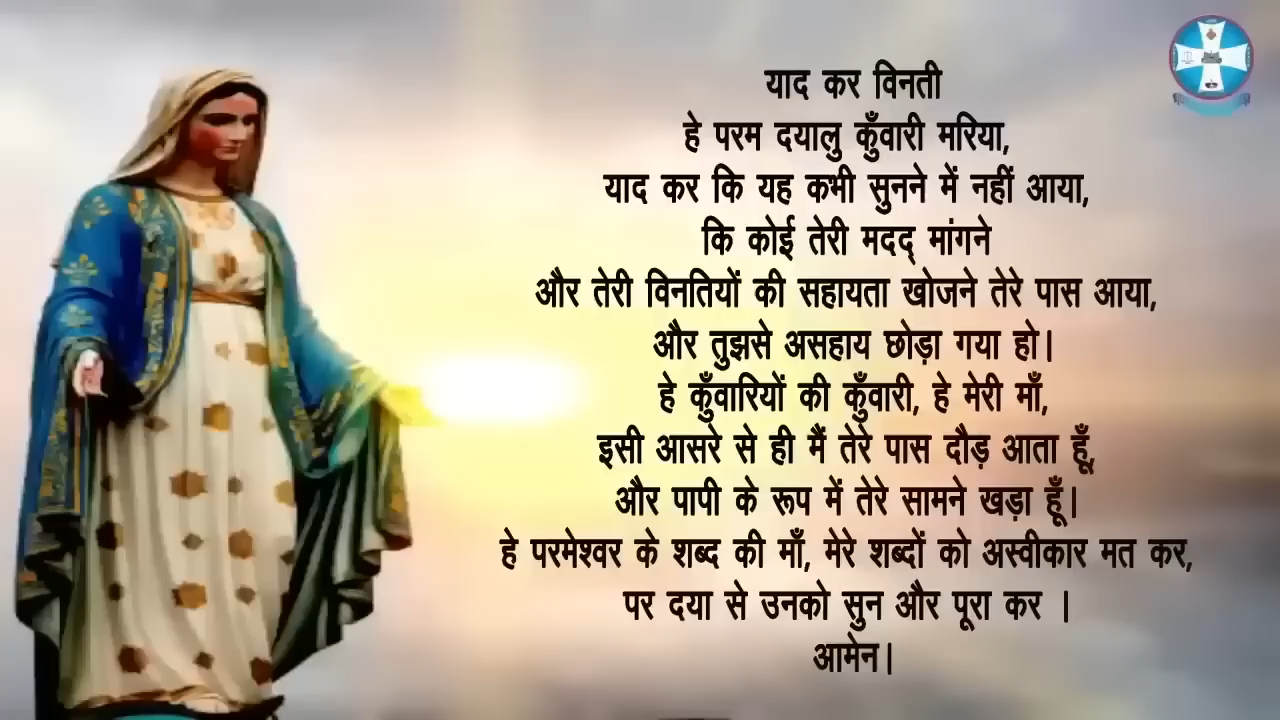 याद कर विनती
हे परम दयालु कुँवारी मरिया,
याद कर कि यह कभी सुनने में नहीं आया,
कि कोई तेरी मदद् मांगने
और तेरी विनतियों की सहायता खोजने तेरे पास आया,
और तुझसे असहाय छोड़ा गया हो।
हे कुँवारियों की कुँवारी, हे मेरी माँ,
इसी आसरे से ही मैं तेरे पास दौड़ आता हूँ,
और पापी के रूप में तेरे सामने खड़ा हूँ।
हे परमेश्वर के शब्द की माँ, मेरे शब्दों को अस्वीकार मत कर,
पर दया से उनको सुन और पूरा कर ।
आमेन।